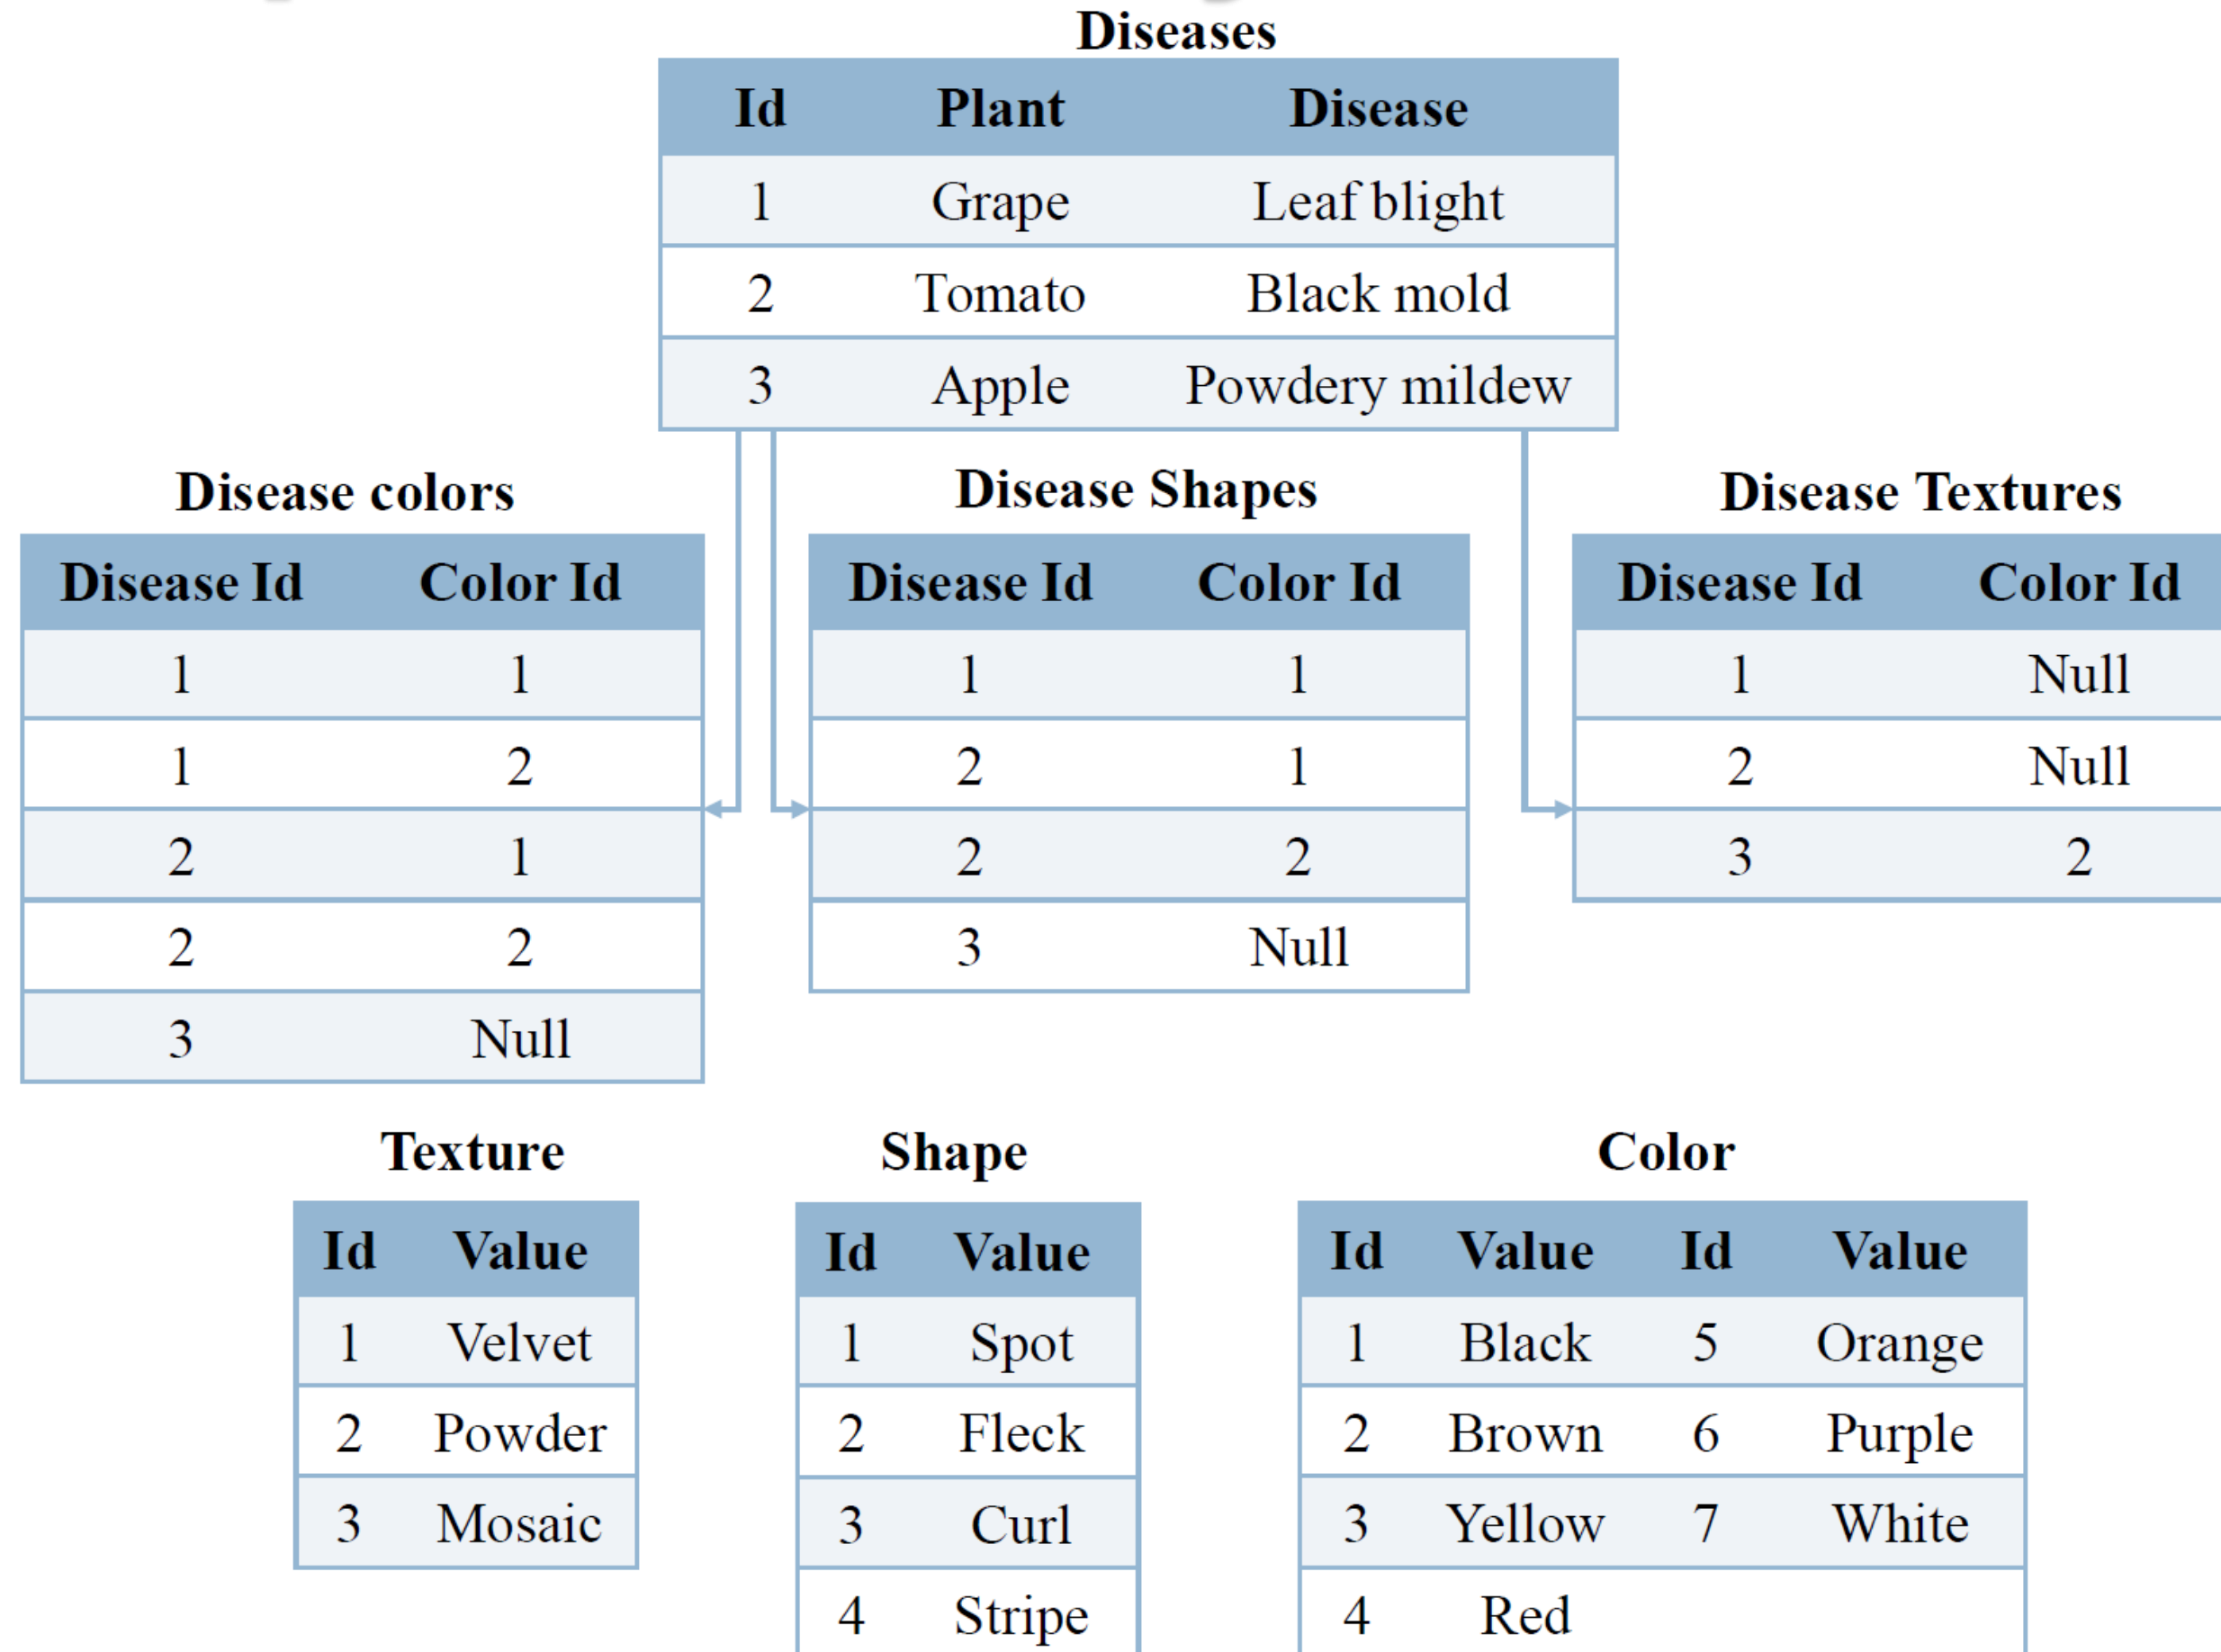 Diseases
Id Plant Disease
1 Grape Leaf blight
2 Tomato Black mold
3 Apple Powdery mildew
Disease colors
Disease Id Color Id
1 1
1 2
2 1
2 2
3 Null
Disease Shapes
Disease Id Color Id
1 1
2 1
2 2
3 Null
Disease Textures
Disease Id Color Id
1 Null
2 Null
3 2
Texture
Id Value
1 Velvet
2 Powder
3 Mosaic
Shape
Id Value
1 Spot
2 Fleck
3 Curl
4 Stripe
Color
Id Value Id Value
1 Black 5 Orange
2 Brown 6 Purple
3 Yellow 7 White
4 Red